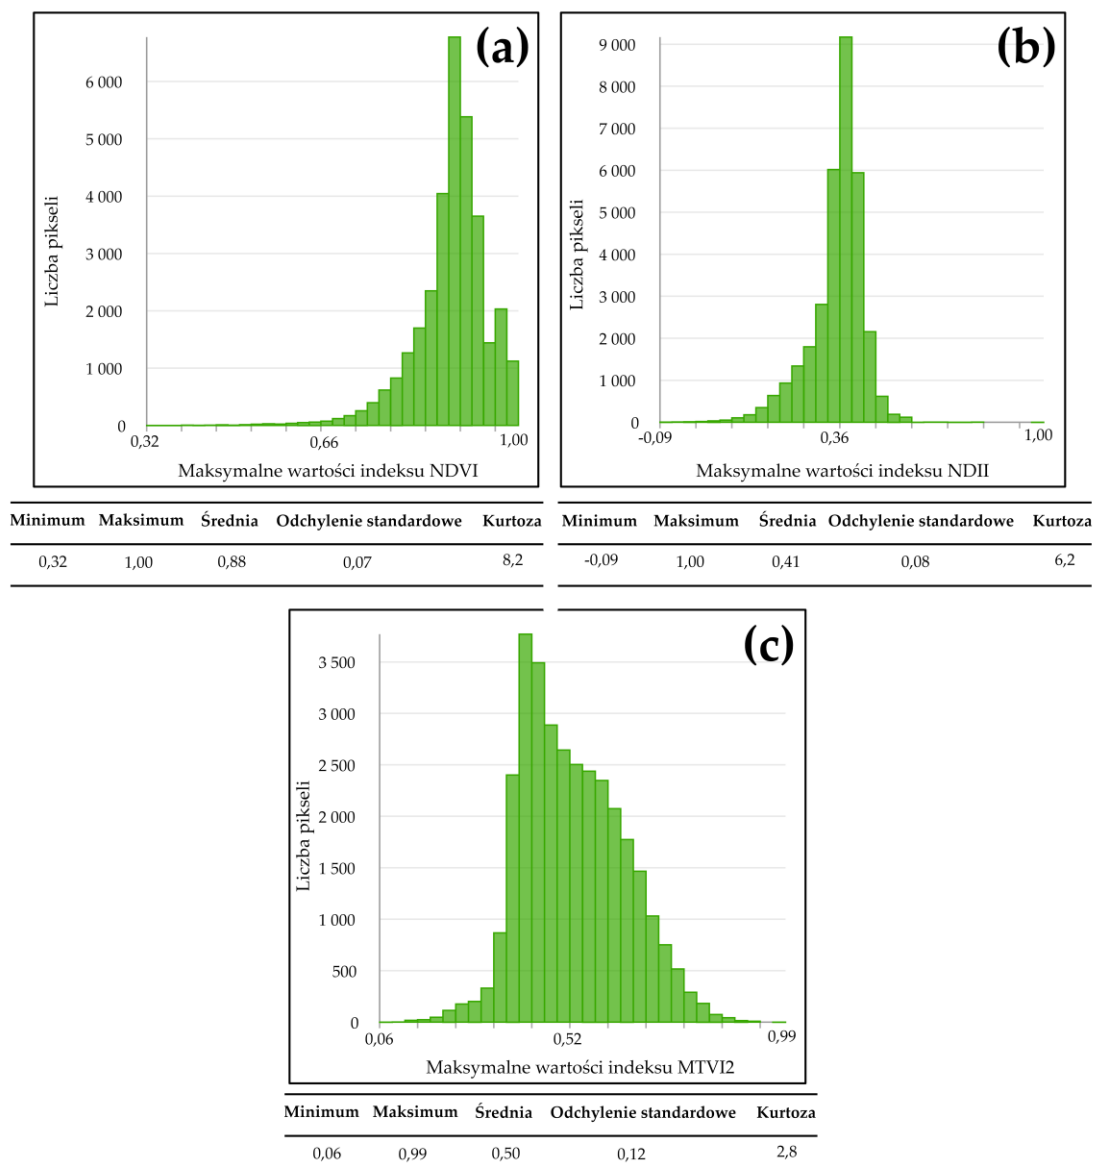 (a)
6 000
5 000
4 000
3 000
2 000
1 000
0
Liczba pikseli
0,32 0,66 1,00
Maksymalne wartości indeksu NDVI
Minimum Maksimum Średnia Odchylenie standardowe Kurtoza
0,32 1,00 0,88 0,07 8,2
(b)
9 000
8 000
7 000
6 000
5 000
4 000
3 000
2 000
1 000
0
Liczba pikseli
-0,09 0,36 1,00
Maksymalne wartości indeksu NDII
Minimum Maksimum Średnia Odchylenie standardowe Kurtoza
-0,09 1,00 0,41 0,08 6,2
(c)
3 500
3 000
2 500
2 000
1 500
1 000
500
0
Liczba pikseli
0,06 0,52 0,99
Maksymalne wartości indeksu MTVI2
Minimum Maksimum Średnia Odchylenie standardowe Kurtoza
0,06 0,99 0,50 0,12 2,8